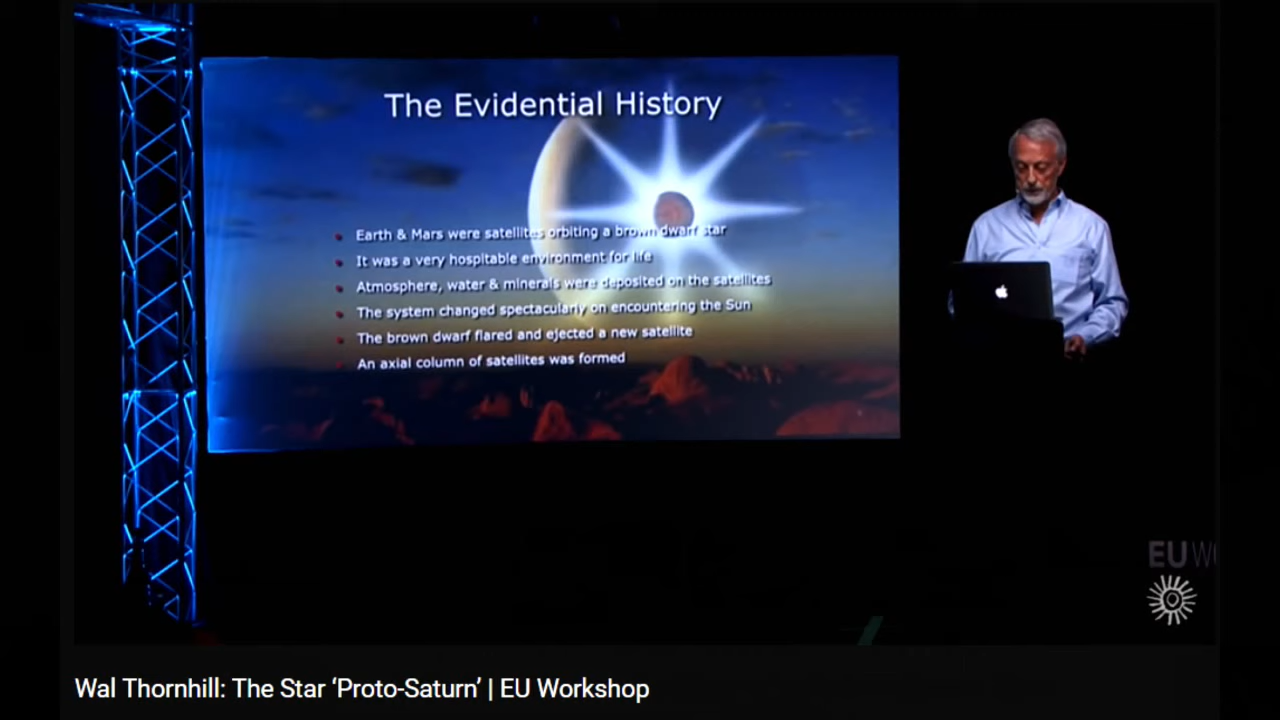 The Evidential History
Earth & Mars were satellites orbiting a brown dwarf star
It was a very hospitable environment for life
Atmosphere, water & minerals were deposited on the satellites
The system changed spectacularly on encountering the Sun
The brown dwarf flared and ejected a new satellite
An axial column of satellites was formed
EU WO
Wal Thornhill: The Star ‘Proto-Saturn’ | EU Workshop